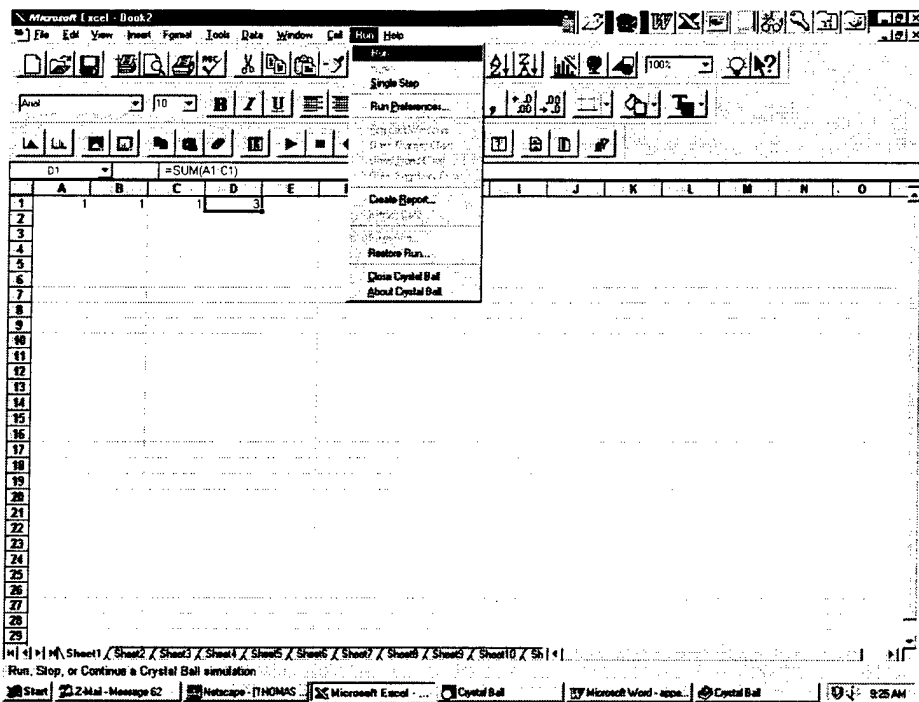 Microsoft Excel - Book2
File Edit View Insert Format Tools Data Window Cell Run Help
Run
Single Step
Run Preferences...
Create Report...
Restore Run...
Close Crystal Ball
About Crystal Ball
100%
Arial 10 B I U
D1 =SUM(A1:C1)
A B C D E I J K L M N O
1 1 1 1 3
2
3
4
5
6
7
8
9
10
11
12
13
14
15
16
17
18
19
20
21
22
23
24
25
26
27
28
29
Sheet1 Sheet2 Sheet3 Sheet4 Sheet5 Sheet6 Sheet7 Sheet8 Sheet9 Sheet10 Sh
Run, Stop, or Continue a Crystal Ball simulation
Start Z-Mail - Message 62 Netscape - [THOMAS ... Microsoft Excel - ... Crystal Ball Microsoft Word - appe... Crystal Ball 9:25 AM